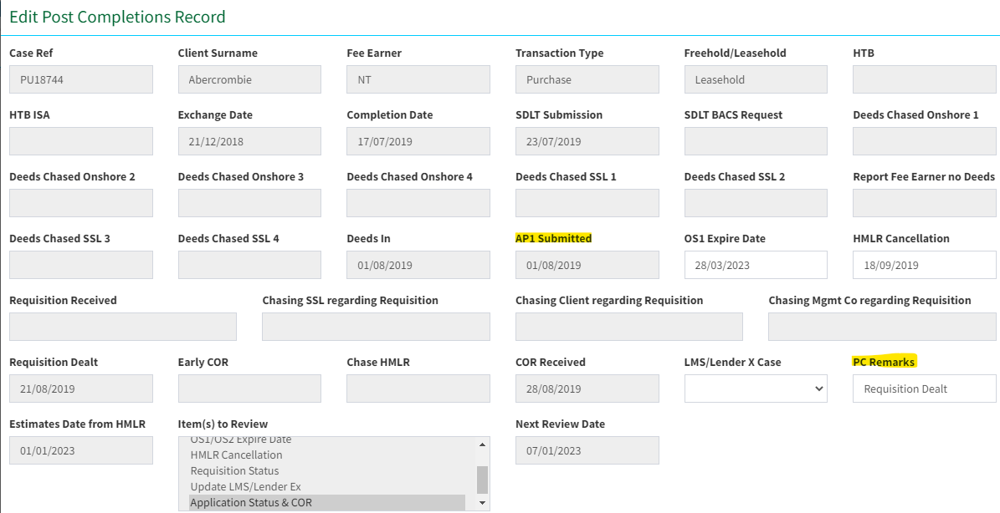 Edit Post Completions Record
Case Ref Client Surname Fee Earner Transaction Type Freehold/Leasehold HTB
PU18744 Abercrombie NT Purchase Leasehold
HTB ISA Exchange Date Completion Date SDLT Submission SDLT BACS Request Deeds Chased Onshore 1
21/12/2018 17/07/2019 23/07/2019
Deeds Chased Onshore 2 Deeds Chased Onshore 3 Deeds Chased Onshore 4 Deeds Chased SSL 1 Deeds Chased SSL 2 Report Fee Earner no Deeds
Deeds Chased SSL 3 Deeds Chased SSL 4 Deeds In AP1 Submitted OS1 Expire Date HMLR Cancellation
01/08/2019 01/08/2019 28/03/2023 18/09/2019
Requisition Received Chasing SSL regarding Requisition Chasing Client regarding Requisition Chasing Mgmt Co regarding Requisition
Requisition Dealt Early COR Chase HMLR COR Received LMS/Lender X Case PC Remarks
21/08/2019 28/08/2019 Requisition Dealt
Estimates Date from HMLR Item(s) to Review Next Review Date
01/01/2023 OS1/OS2 Expire Date 07/01/2023
HMLR Cancellation
Requisition Status
Update LMS/Lender Ex
Application Status & COR